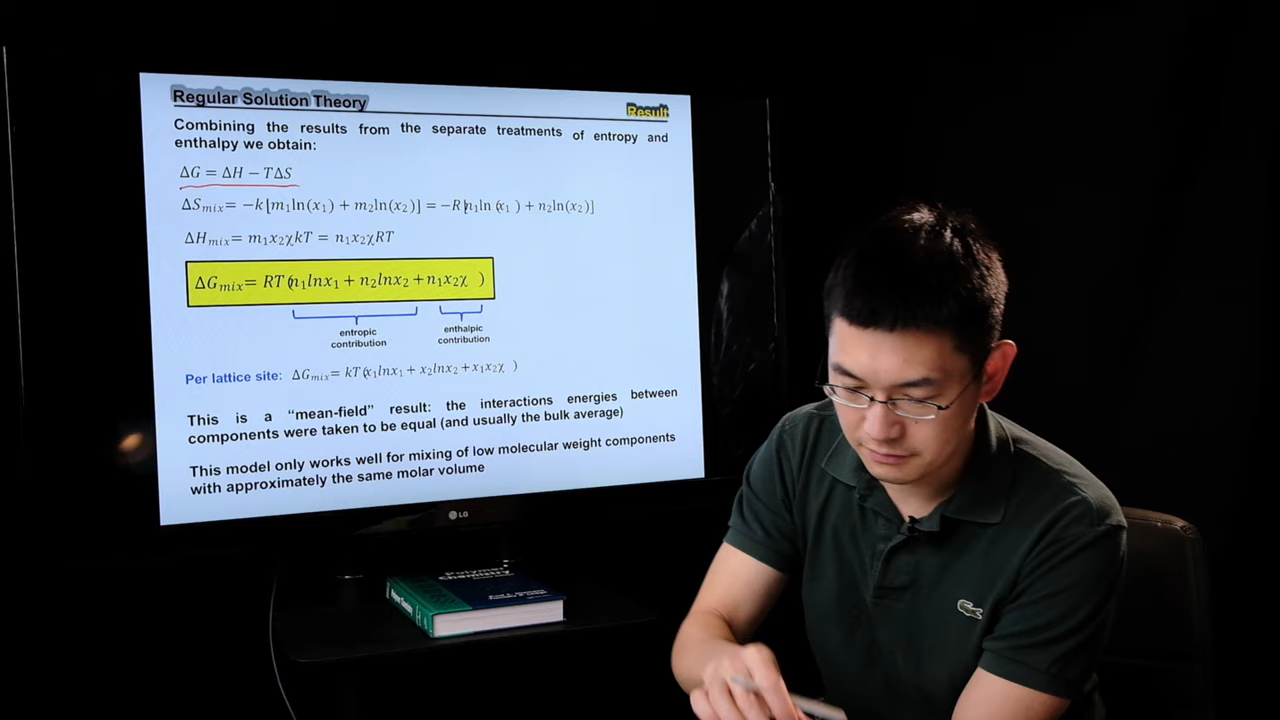 Regular Solution Theory
Result
Combining the results from the separate treatments of entropy and
enthalpy we obtain:
ΔG = ΔH − TΔS
ΔS_mix= −k[m₁ln(x₁) + m₂ln(x₂)] = −R[n₁ln (x₁ ) + n₂ln(x₂)]
ΔH_mix= m₁x₂χkT = n₁x₂χRT
ΔG_mix= RT(n₁lnx₁ + n₂lnx₂ +n₁x₂χ )
entropic
contribution
enthalpic
contribution
Per lattice site: ΔG_mix= kT(x₁lnx₁ + x₂lnx₂ +x₁x₂χ )
This is a “mean-field” result: the interactions energies between
components were taken to be equal (and usually the bulk average)
This model only works well for mixing of low molecular weight components
with approximately the same molar volume
LG
Polymer
Chemistry